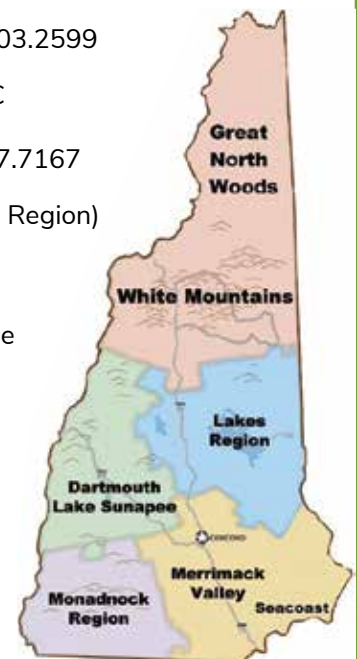 03.2599
C
7.7167
Region)
e
Great
North
Woods
White Mountains
Lakes
Region
Dartmouth
Lake Sunapee
CONCORD
Merrimack
Valley
Monadnock
Region
Seacoast